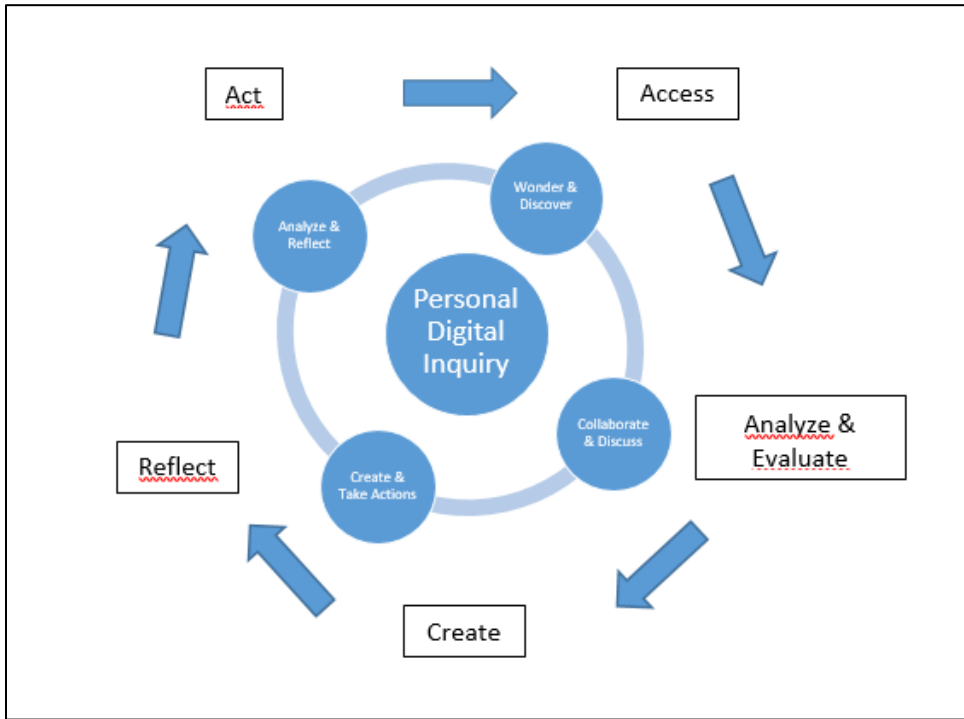 Act
Access
Wonder &
Discover
Analyze &
Reflect
Personal
Digital
Inquiry
Collaborate
& Discuss
Analyze &
Evaluate
Reflect
Create &
Take Actions
Create